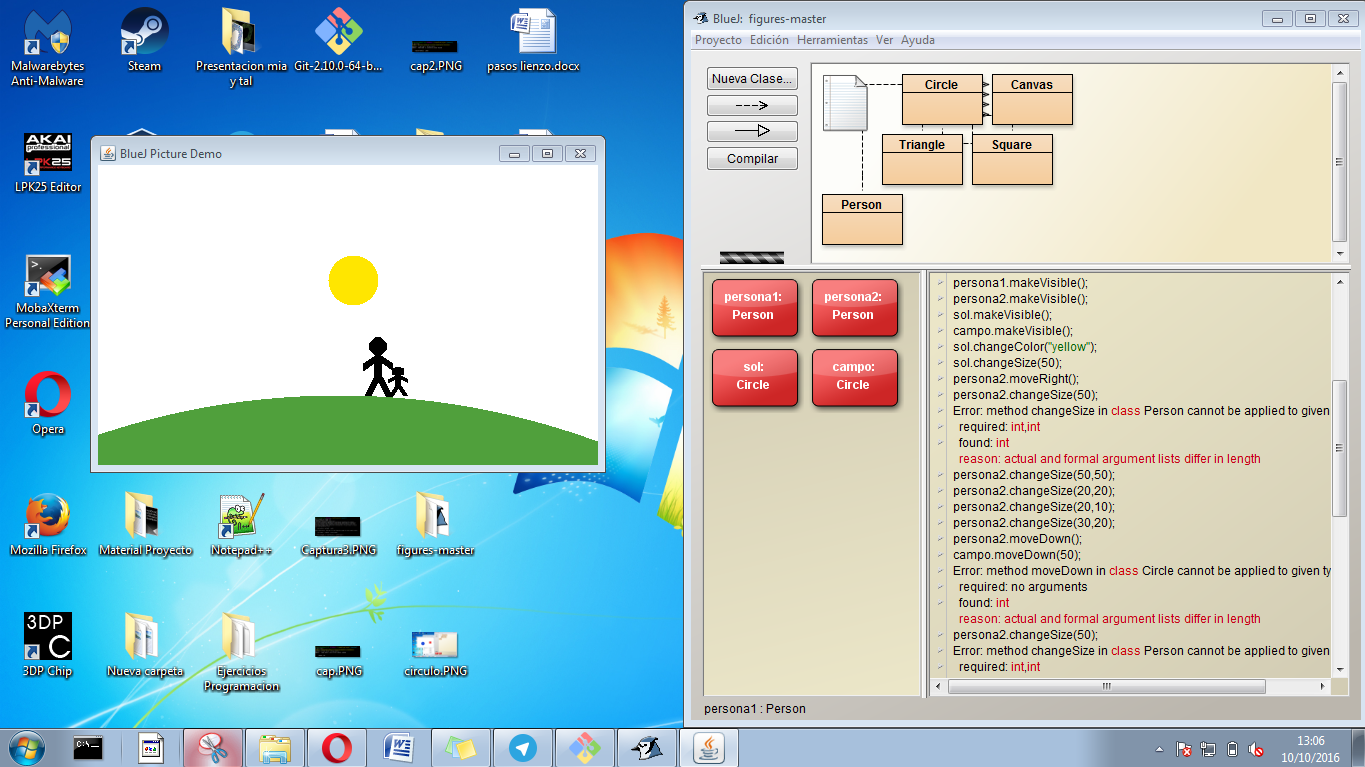 Malwarebytes
Anti-Malware
Steam
Presentacion mia
y tal
Git-2.10.0-64-b...
cap2.PNG
pasos lienzo.docx
AKAI
professional
LPK25
LPK25 Editor
MobaXterm
Personal Edition
Opera
Mozilla Firefox
Material Proyecto
Notepad++
Captura3.PNG
figures-master
3DP
C
3DP Chip
Nueva carpeta
Ejercicios
Programacion
cap.PNG
circulo.PNG
BlueJ Picture Demo
BlueJ: figures-master
Proyecto Edición Herramientas Ver Ayuda
Nueva Clase...
Compilar
Circle
Canvas
Triangle
Square
Person
persona1:
Person
persona2:
Person
sol:
Circle
campo:
Circle
persona1.makeVisible();
persona2.makeVisible();
sol.makeVisible();
campo.makeVisible();
sol.changeColor("yellow");
sol.changeSize(50);
persona2.moveRight();
persona2.changeSize(50);
Error: method changeSize in class Person cannot be applied to given
required: int,int
found: int
reason: actual and formal argument lists differ in length
persona2.changeSize(50,50);
persona2.changeSize(20,20);
persona2.changeSize(20,10);
persona2.changeSize(30,20);
persona2.moveDown();
campo.moveDown(50);
Error: method moveDown in class Circle cannot be applied to given ty
required: no arguments
found: int
reason: actual and formal argument lists differ in length
persona2.changeSize(50);
Error: method changeSize in class Person cannot be applied to given
required: int,int
persona1 : Person
13:06
10/10/2016